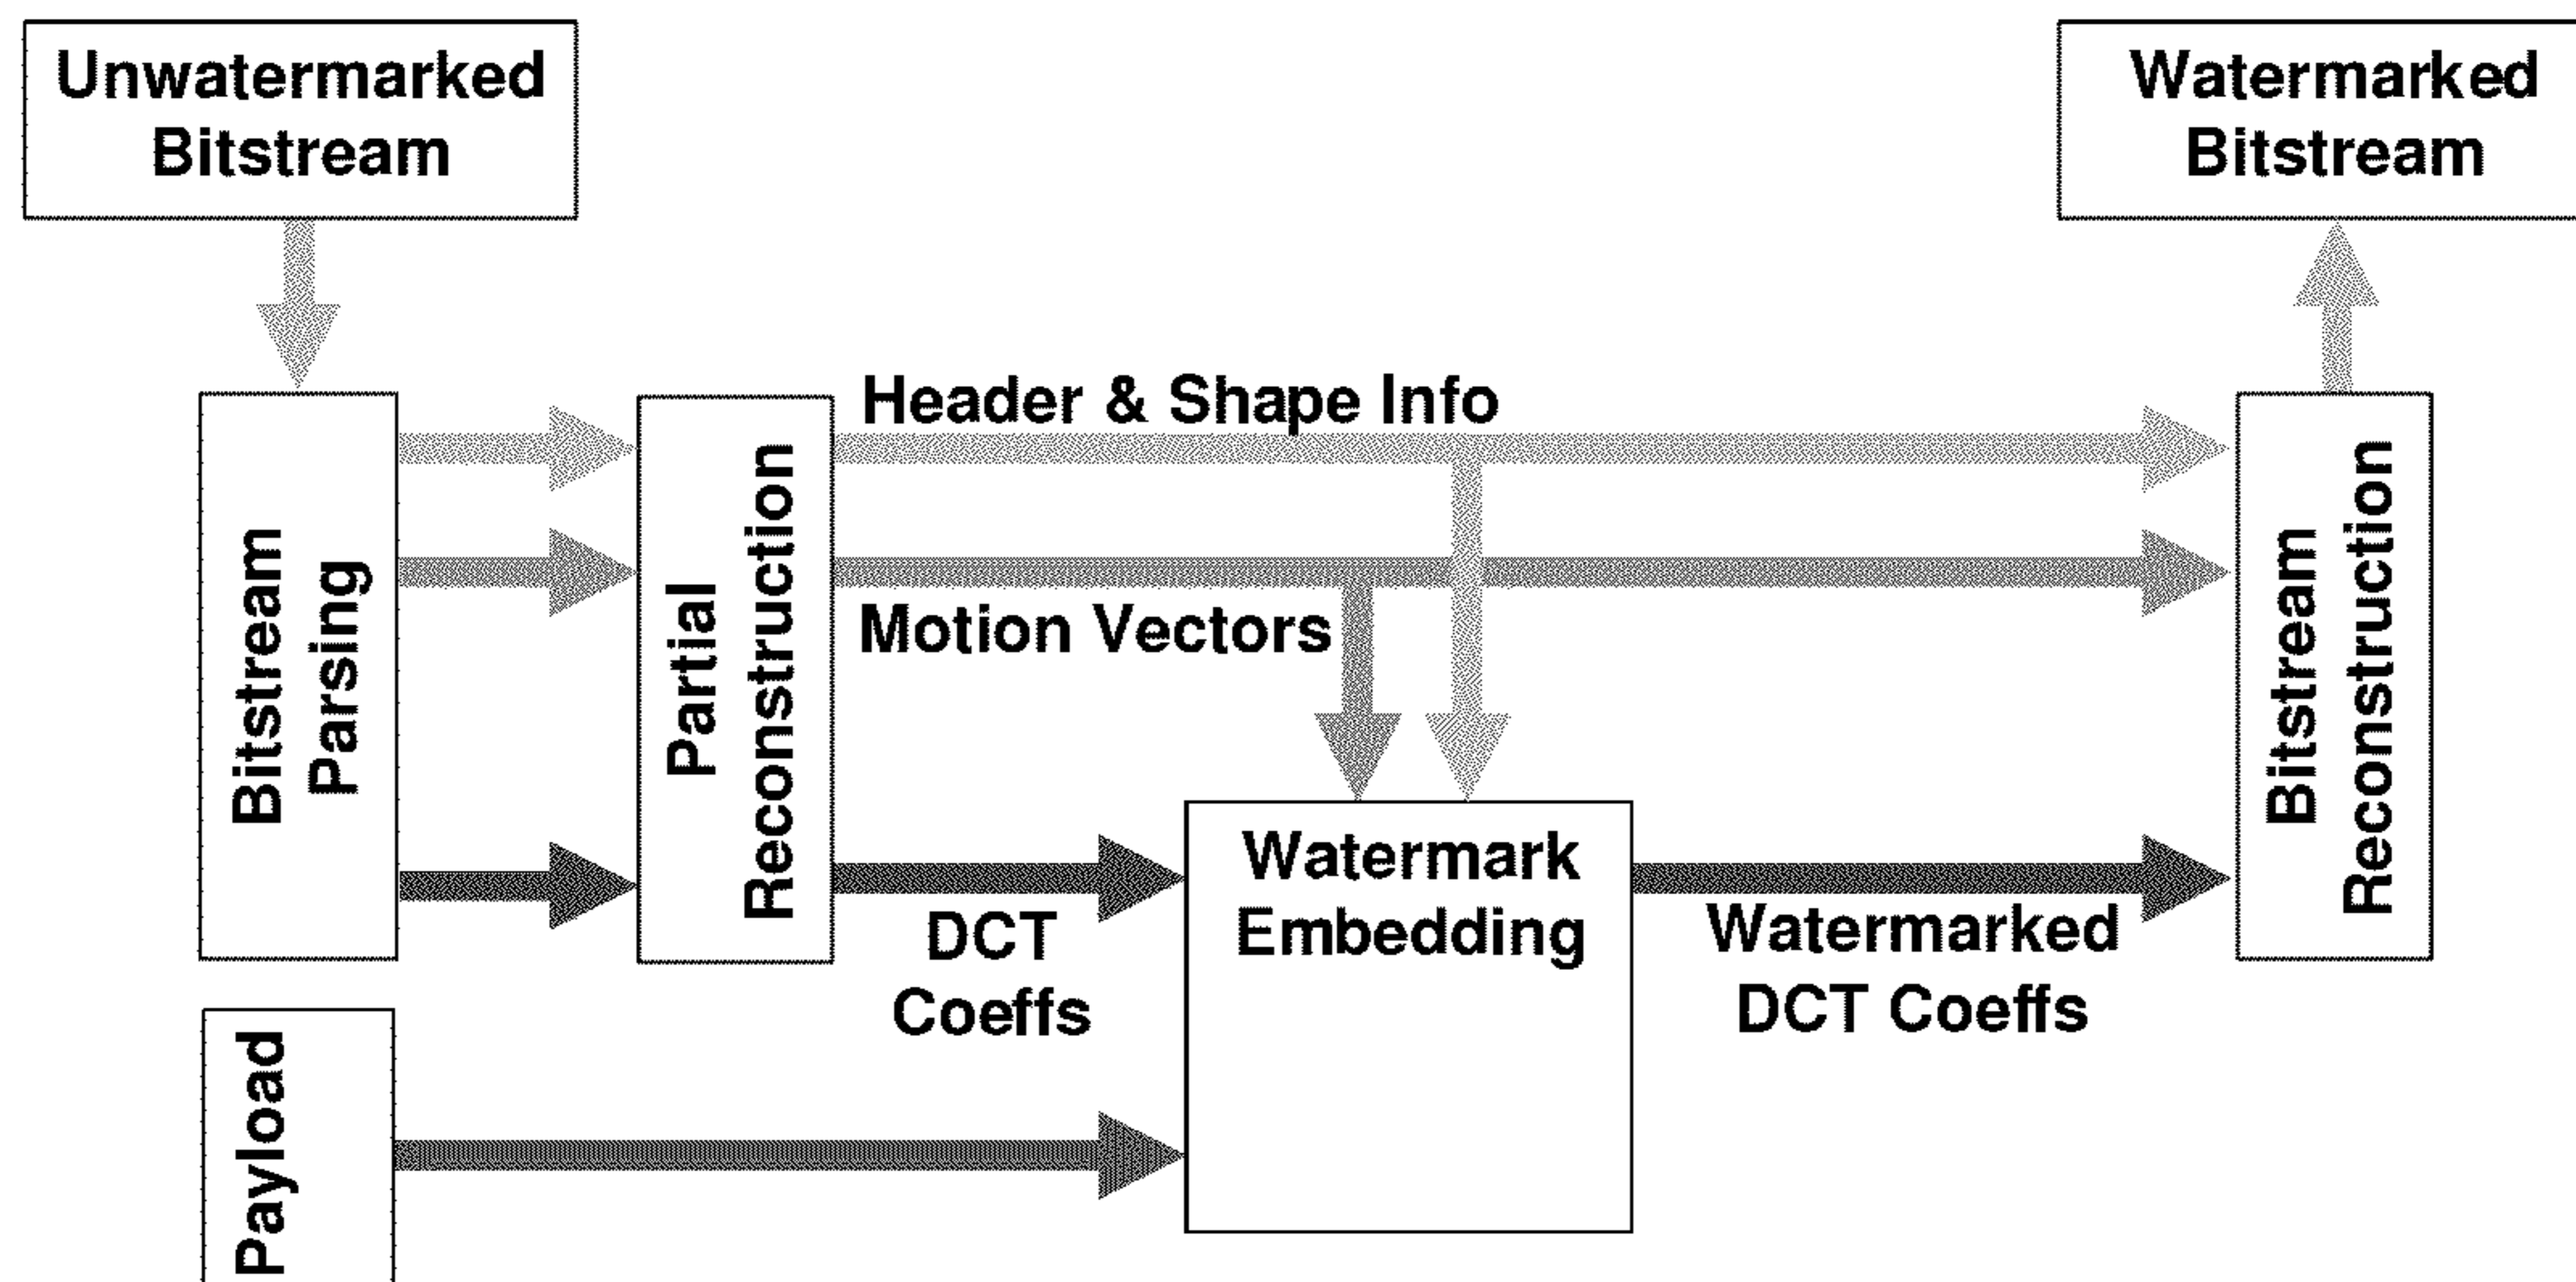 Unwatermarked
Bitstream
Watermarked
Bitstream
Header & Shape Info
Bitstream
Parsing
Partial
Reconstruction
Motion Vectors
Bitstream
Reconstruction
Watermark
Embedding
DCT
Coeffs
Watermarked
DCT Coeffs
Payload